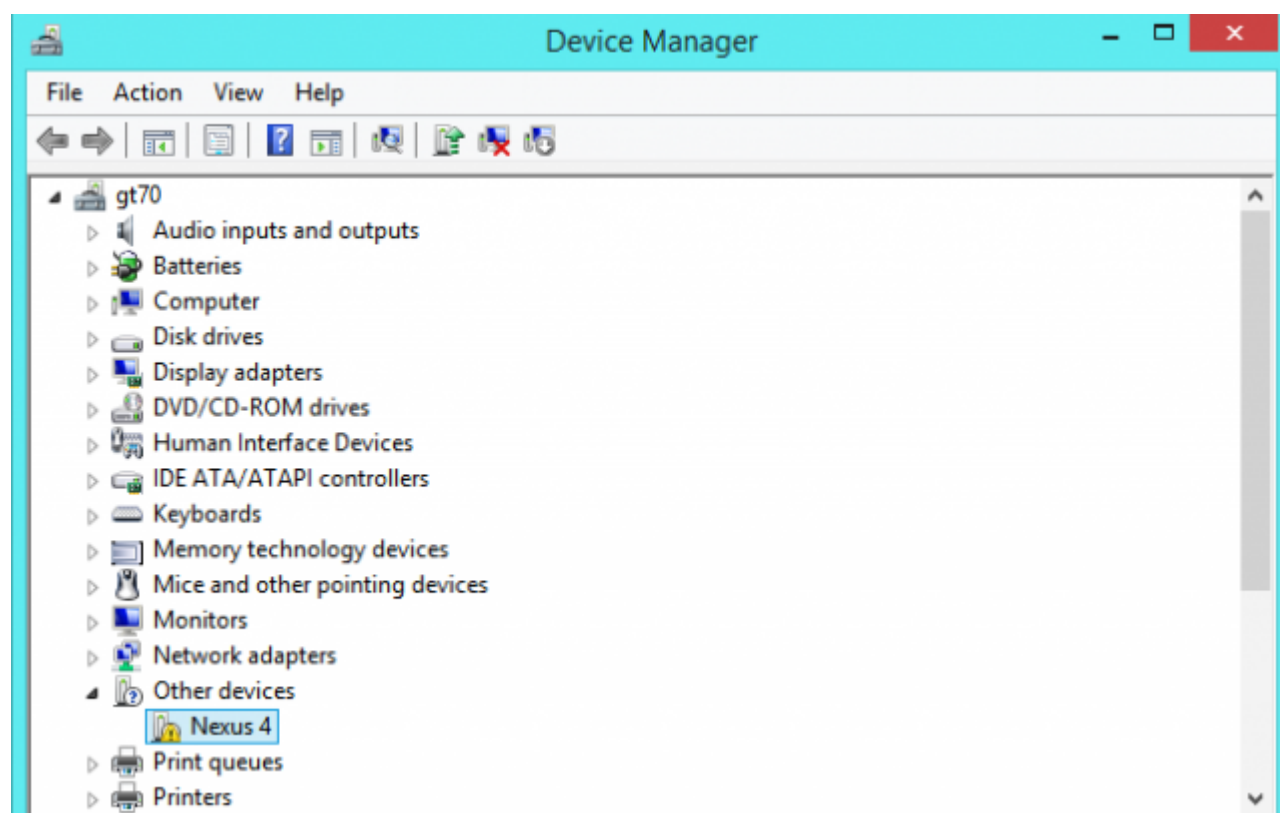 Device Manager
File Action View Help
gt70
Audio inputs and outputs
Batteries
Computer
Disk drives
Display adapters
DVD/CD-ROM drives
Human Interface Devices
IDE ATA/ATAPI controllers
Keyboards
Memory technology devices
Mice and other pointing devices
Monitors
Network adapters
Other devices
Nexus 4
Print queues
Printers